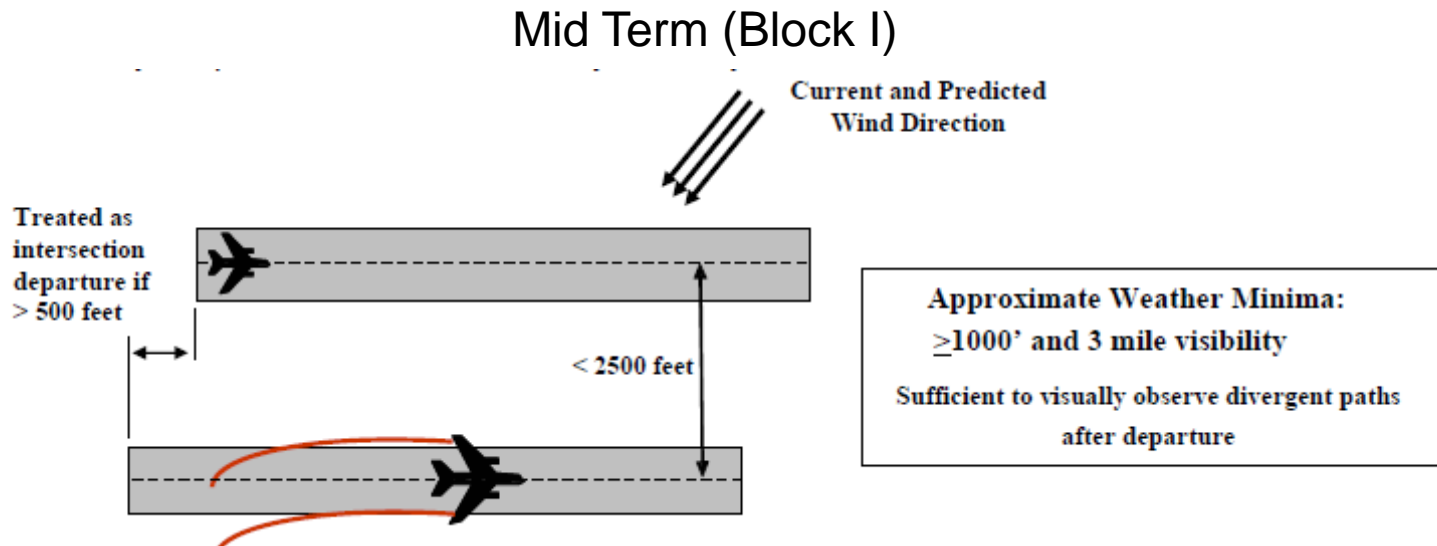 Mid Term (Block I)
Current and Predicted
Wind Direction
Treated as
intersection
departure if
> 500 feet
< 2500 feet
Approximate Weather Minima:
≥1000’ and 3 mile visibility
Sufficient to visually observe divergent paths
after departure